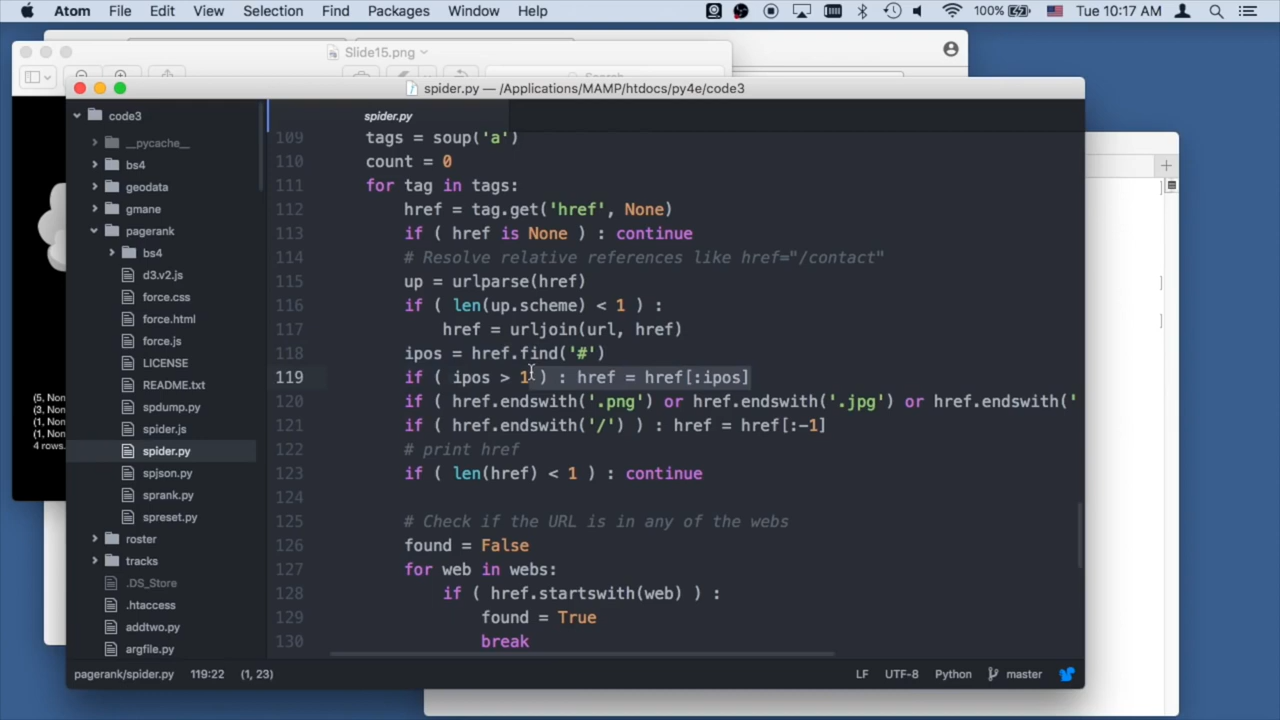 Atom File Edit View Selection Find Packages Window Help
100% Tue 10:17 AM
Slide15.png
Search
spider.py — /Applications/MAMP/htdocs/py4e/code3
code3
__pycache__
bs4
geodata
gmane
pagerank
bs4
d3.v2.js
force.css
force.html
force.js
LICENSE
README.txt
spdump.py
spider.js
spider.py
spjson.py
sprank.py
spreset.py
roster
tracks
.DS_Store
.htaccess
addtwo.py
argfile.py
spider.py
109 tags = soup('a')
110 count = 0
111 for tag in tags:
112 href = tag.get('href', None)
113 if ( href is None ) : continue
114 # Resolve relative references like href="/contact"
115 up = urlparse(href)
116 if ( len(up.scheme) < 1 ) :
117 href = urljoin(url, href)
118 ipos = href.find('#')
119 if ( ipos > 1 ) : href = href[:ipos]
120 if ( href.endswith('.png') or href.endswith('.jpg') or href.endswith('
121 if ( href.endswith('/') ) : href = href[:-1]
122 # print href
123 if ( len(href) < 1 ) : continue
124
125 # Check if the URL is in any of the webs
126 found = False
127 for web in webs:
128 if ( href.startswith(web) ) :
129 found = True
130 break
(5, Non
(3, Non
(1, Non
(1, Non
4 rows.
pagerank/spider.py 119:22 (1, 23) LF UTF-8 Python master